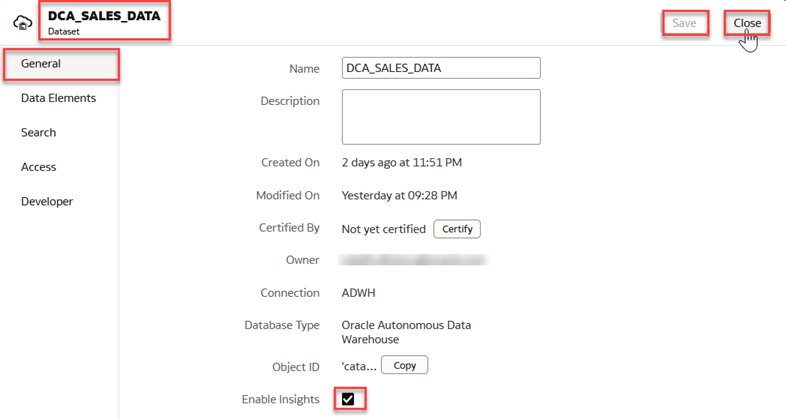 DCA_SALES_DATA
Dataset
Save
Close
General
Data Elements
Search
Access
Developer
Name DCA_SALES_DATA
Description
Created On 2 days ago at 11:51 PM
Modified On Yesterday at 09:28 PM
Certified By Not yet certified Certify
Owner
Connection ADWH
Database Type Oracle Autonomous Data
Warehouse
Object ID 'cata... Copy
Enable Insights